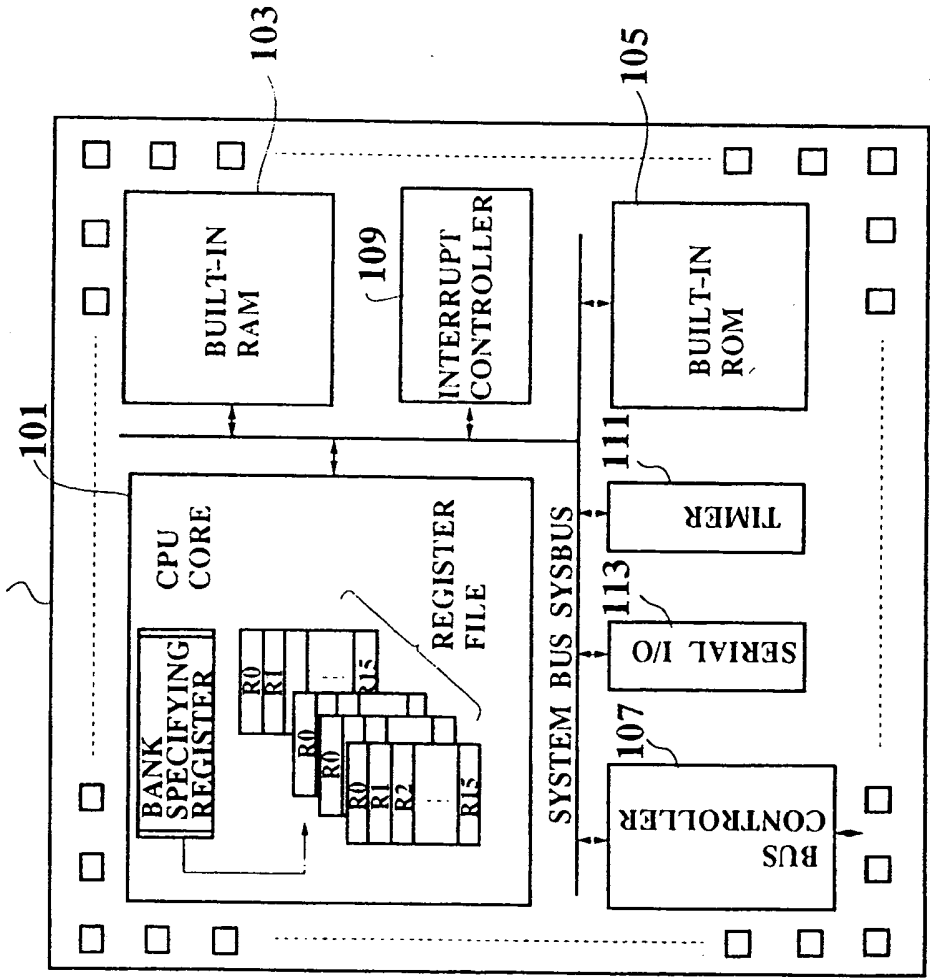 101
103
105
BANK
SPECIFYING
REGISTER
CPU
CORE
R0
R1
R15
R0
R0
R0
R1
R2
R15
REGISTER
FILE
BUILT-IN
RAM
109
INTERRUPT
CONTROLLER
SYSTEM BUS SYSBUS
107
BUS
CONTROLLER
113
SERIAL I/O
111
TIMER
BUILT-IN
ROM